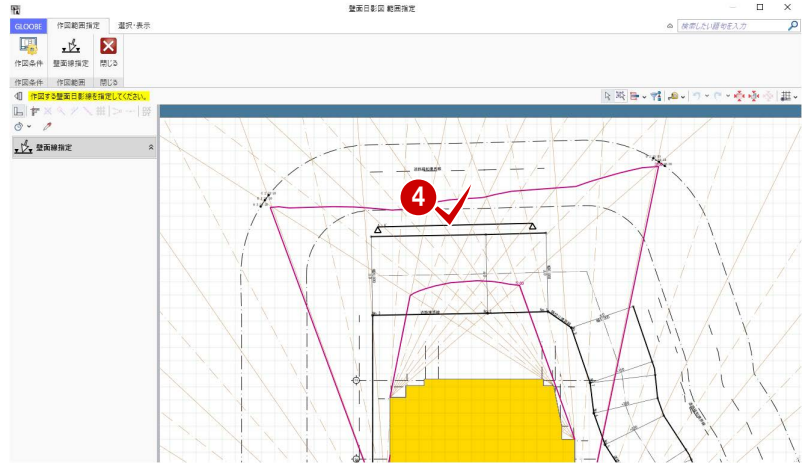 壁面日影図 範囲指定
GLOOBE 作図範囲指定 選択・表示
検索したい語句を入力
作図条件 壁面線指定 閉じる
作図条件 作図範囲 閉じる
作図する壁面日影線を指定してください。
壁面線指定
4